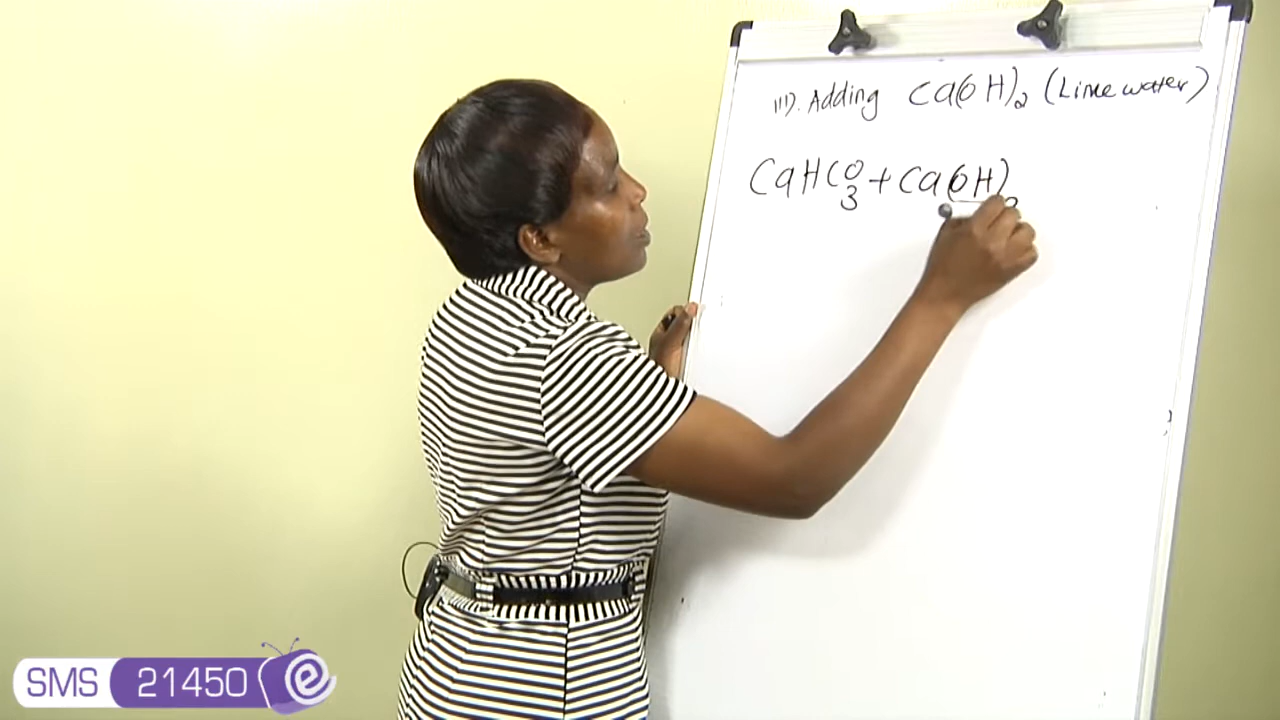 III). Adding Ca(OH)₂ (Lime water)
CaHCO₃ + Ca(OH)₂
SMS 21450 e